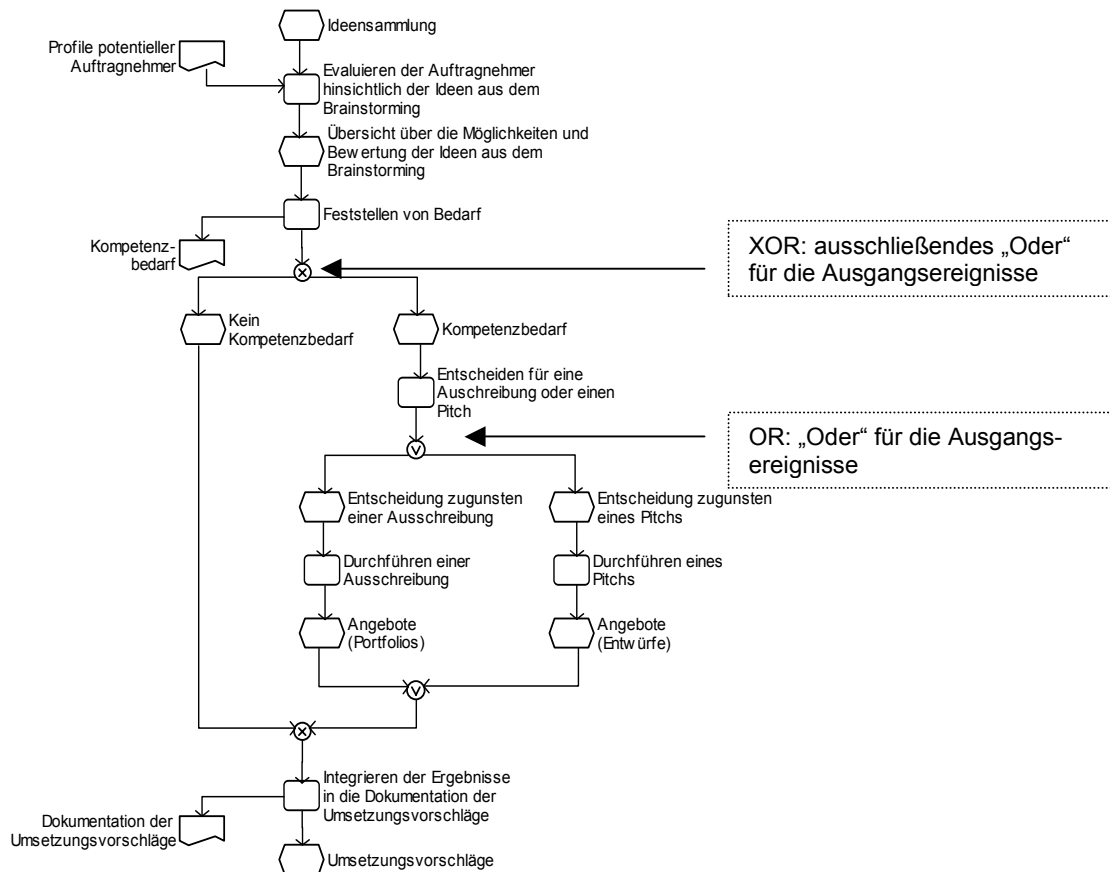 Ideensammlung
Profile potentieller
Auftragnehmer
Evaluieren der Auftragnehmer
hinsichtlich der Ideen aus dem
Brainstorming
Übersicht über die Möglichkeiten und
Bewertung der Ideen aus dem
Brainstorming
Feststellen von Bedarf
Kompetenz-
bedarf
XOR: ausschließendes „Oder“
für die Ausgangsereignisse
Kein
Kompetenzbedarf
Kompetenzbedarf
Entscheiden für eine
Auschreibung oder einen
Pitch
OR: „Oder“ für die Ausgangs-
ereignisse
Entscheidung zugunsten
einer Ausschreibung
Entscheidung zugunsten
eines Pitchs
Durchführen einer
Ausschreibung
Durchführen eines
Pitchs
Angebote
(Portfolios)
Angebote
(Entwürfe)
Integrieren der Ergebnisse
in die Dokumentation der
Umsetzungsvorschläge
Dokumentation der
Umsetzungsvorschläge
Umsetzungsvorschläge